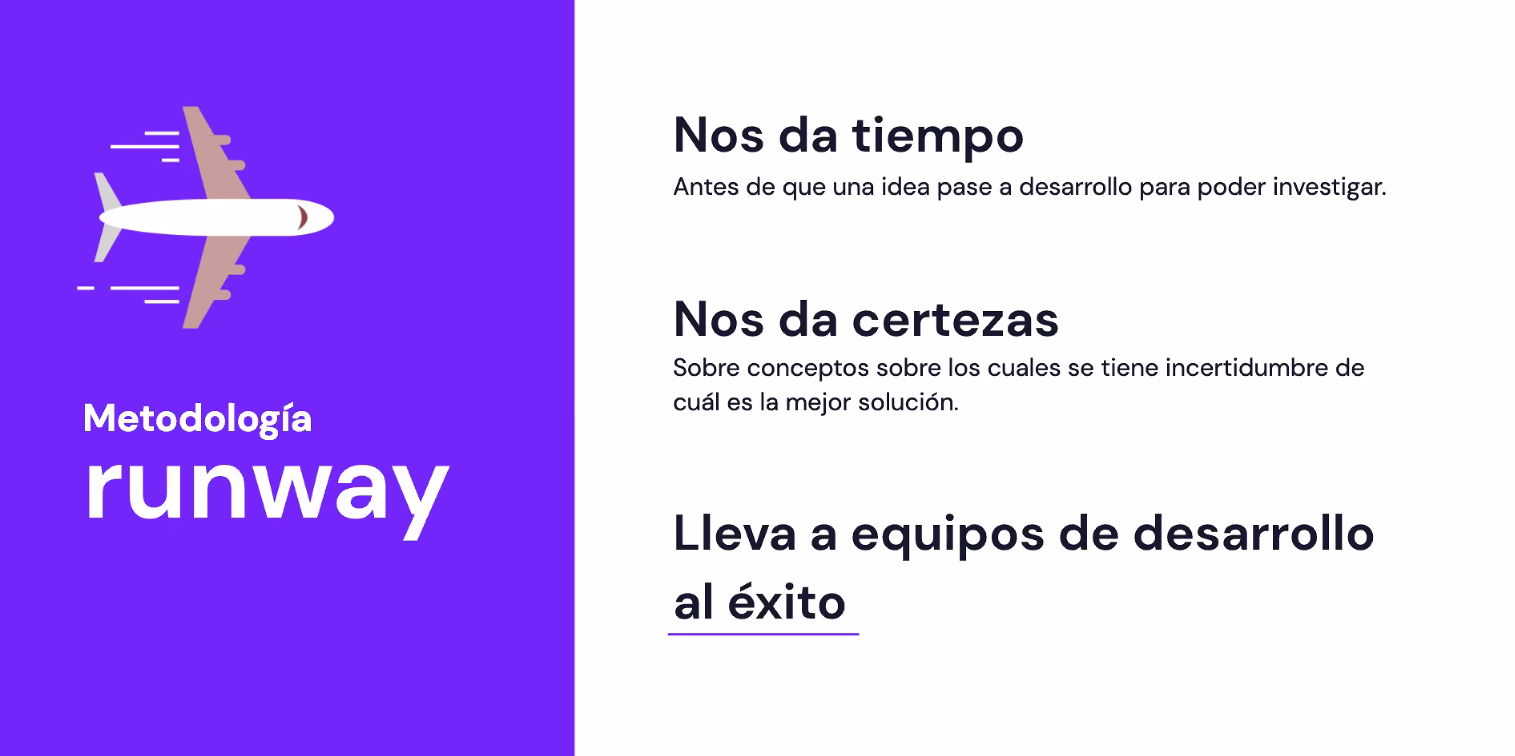 Metodología
runway
Nos da tiempo
Antes de que una idea pase a desarrollo para poder investigar.
Nos da certezas
Sobre conceptos sobre los cuales se tiene incertidumbre de
cuál es la mejor solución.
Lleva a equipos de desarrollo
al éxito